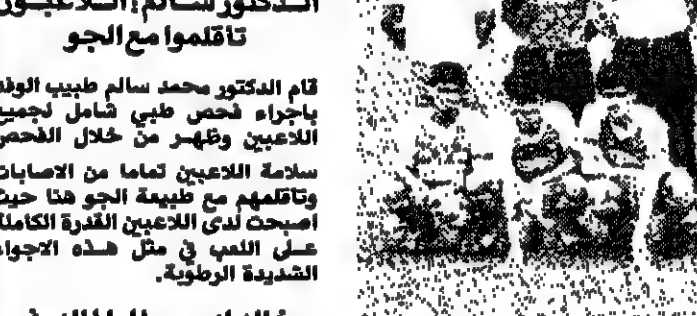 الدكتور سالم: اللاعبون
تأقلموا مع الجو
قام الدكتور محمد سالم طبيب الوفد
باجراء فحص طبي شامل لجميع
اللاعبين وظهر من خلال الفحص
سلامة اللاعبين تماما من الاصابات
وتأقلمهم مع طبيعة الجو هنا حيث
اصبحت لدى اللاعبين القدرة الكاملة
على اللعب في مثل هذه الاجواء
الشديدة الرطوبة.